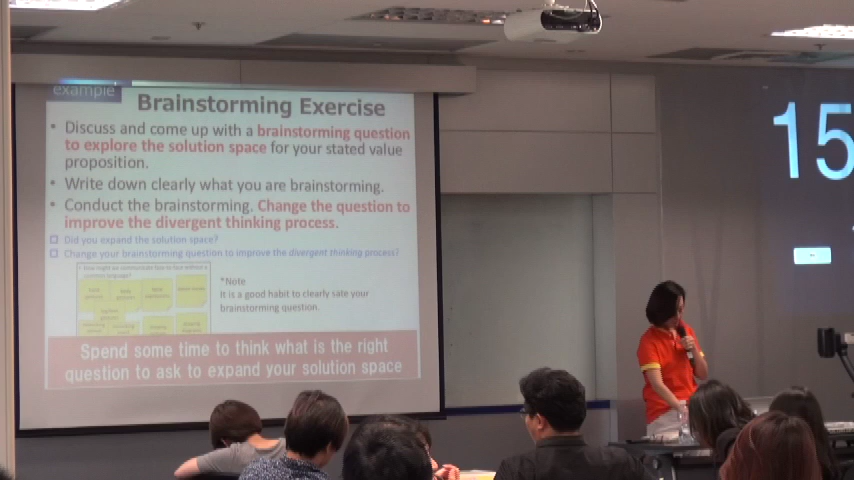 example
Brainstorming Exercise
• Discuss and come up with a brainstorming question
to explore the solution space for your stated value
proposition.
• Write down clearly what you are brainstorming.
• Conduct the brainstorming. Change the question to
improve the divergent thinking process.
Did you expand the solution space?
Change your brainstorming question to improve the divergent thinking process?
*Note
It is a good habit to clearly sate your
brainstorming question.
Spend some time to think what is the right
question to ask to expand your solution space
15